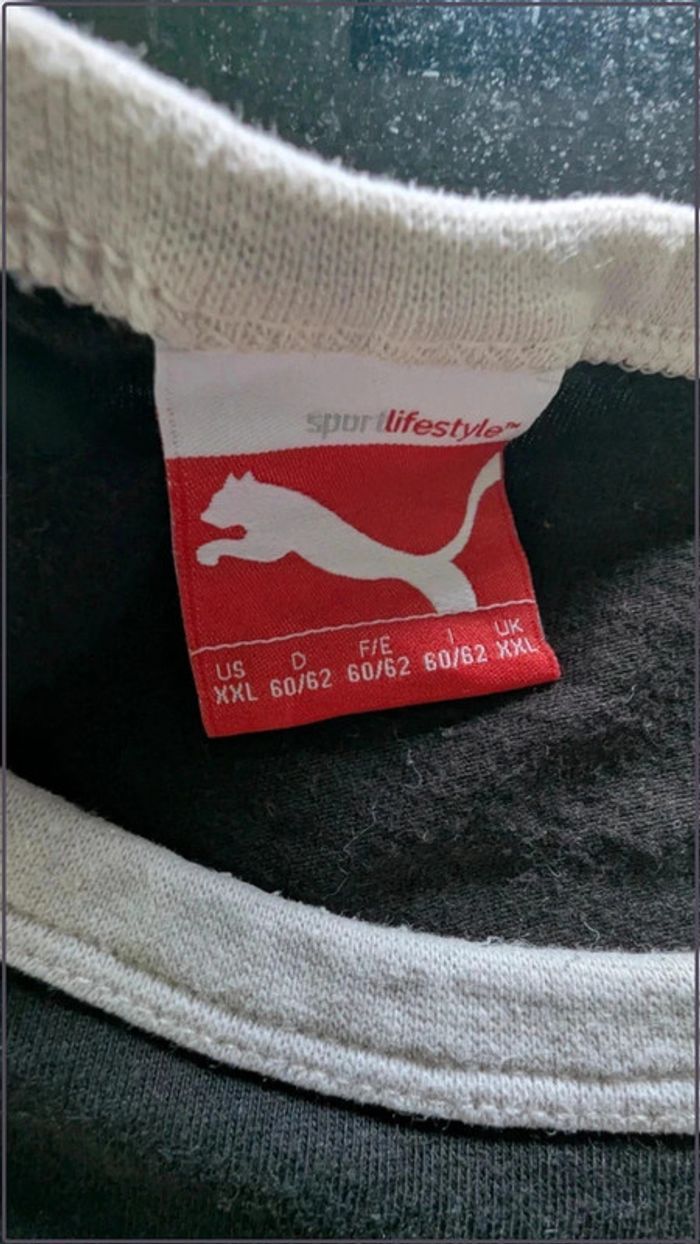 sportlifestyle™
US D F/E I UK
XXL 60/62 60/62 60/62 XXL